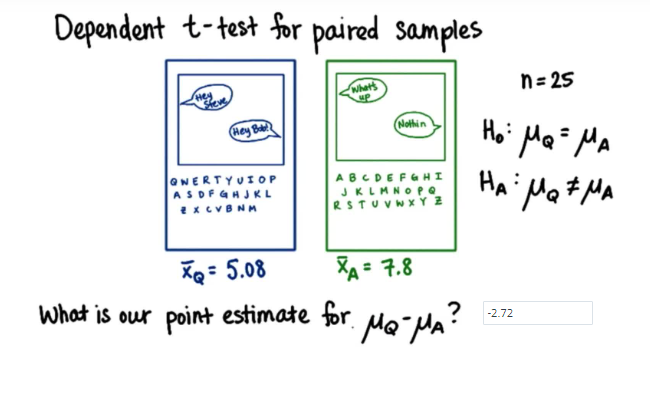 Dependent t-test for paired samples
n = 25
Hey Steve
Hey Bob!
What's up
Nothin
H₀: μQ = μA
HA: μQ ≠ μA
QWERTYUIOP
ASDFGHJKL
ZXCVBNM
ABCDEFGHI
JKLMNOPQ
RSTUVWXYZ
x̄Q = 5.08
x̄A = 7.8
What is our point estimate for μQ-μA? -2.72